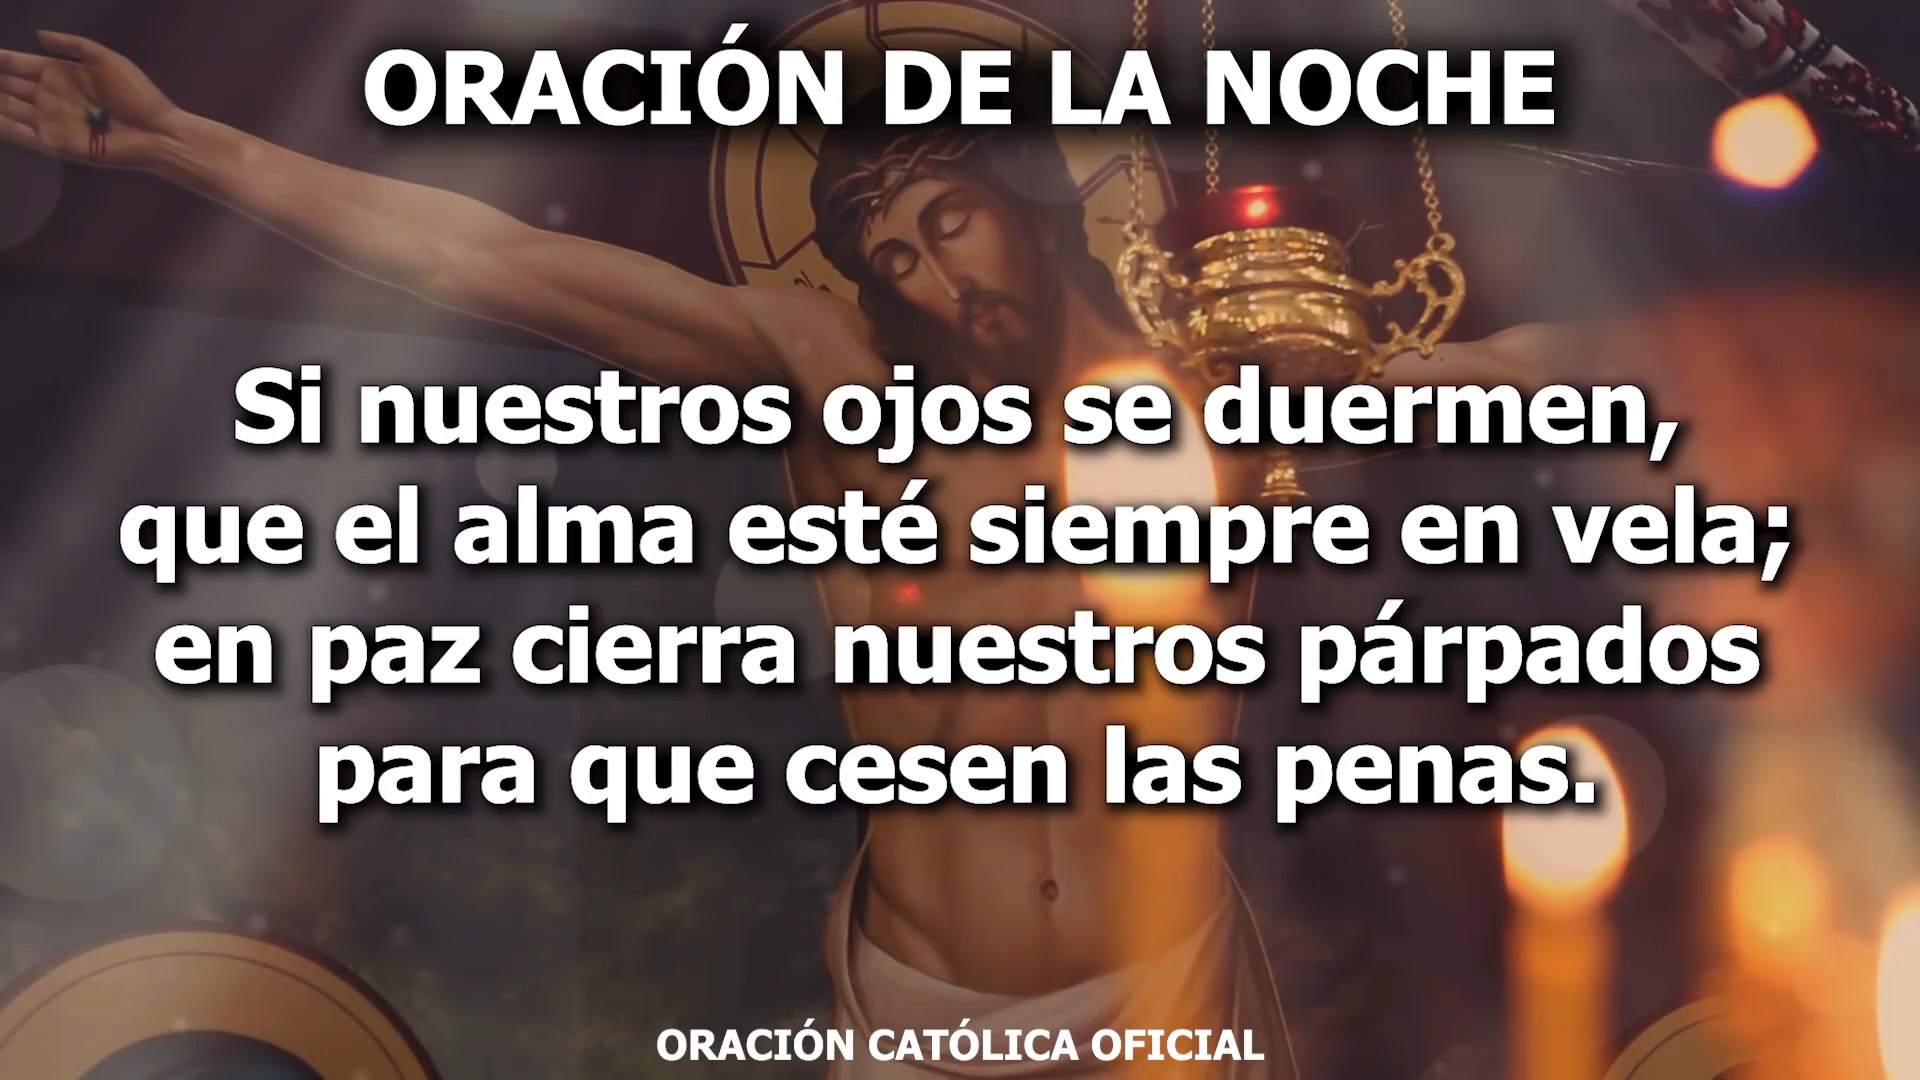 ORACIÓN DE LA NOCHE
Si nuestros ojos se duermen,
que el alma esté siempre en vela;
en paz cierra nuestros párpados
para que cesen las penas.
ORACIÓN CATÓLICA OFICIAL